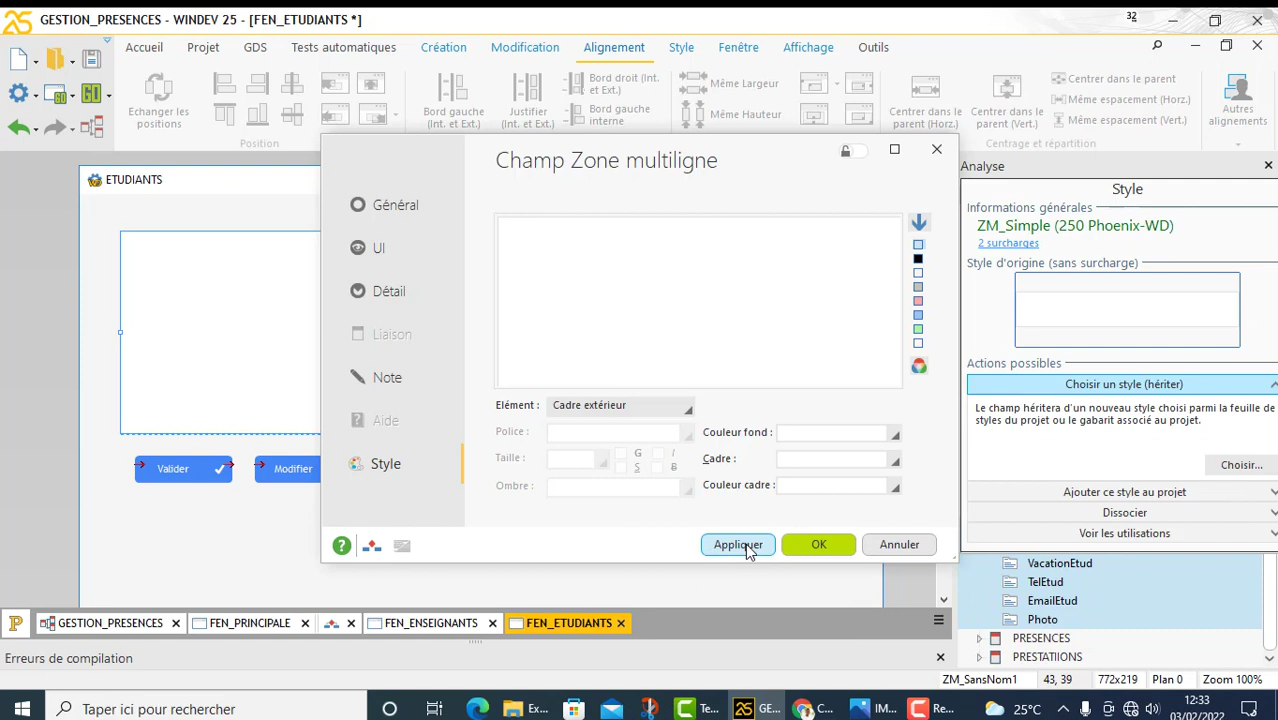 GESTION_PRESENCES - WINDEV 25 - [FEN_ETUDIANTS *]
32
Accueil Projet GDS Tests automatiques Création Modification Alignement Style Fenêtre Affichage Outils
Echanger les positions
Position
Bord gauche (Int. et Ext.)
Justifier (Int. et Ext.)
Bord droit (Int. et Ext.)
Bord gauche interne
Même Largeur
Même Hauteur
Centrer dans le parent (Horz.)
Centrer dans le parent (Vert.)
Centrer dans le parent
Même espacement (Horz.)
Même espacement (Vert.)
Centrage et répartition
Autres alignements
ETUDIANTS
Valider
Modifier
Champ Zone multiligne
Général
UI
Détail
Liaison
Note
Aide
Style
Elément : Cadre extérieur
Police :
Taille :
G I
S B
Ombre :
Couleur fond :
Cadre :
Couleur cadre :
Appliquer OK Annuler
Analyse
Style
Informations générales
ZM_Simple (250 Phoenix-WD)
2 surcharges
Style d'origine (sans surcharge)
Actions possibles
Choisir un style (hériter)
Le champ héritera d'un nouveau style choisi parmi la feuille de
styles du projet ou le gabarit associé au projet.
Choisir...
Ajouter ce style au projet
Dissocier
Voir les utilisations
VacationEtud
TelEtud
EmailEtud
Photo
PRESENCES
PRESTATIIONS
GESTION_PRESENCES FEN_PRINCIPALE FEN_ENSEIGNANTS FEN_ETUDIANTS
Erreurs de compilation
ZM_SansNom1 43, 39 772x219 Plan 0 Zoom 100%
Taper ici pour rechercher
Ex... Te... GE... C... IM... Re...
25°C
12:33
03/02/2022